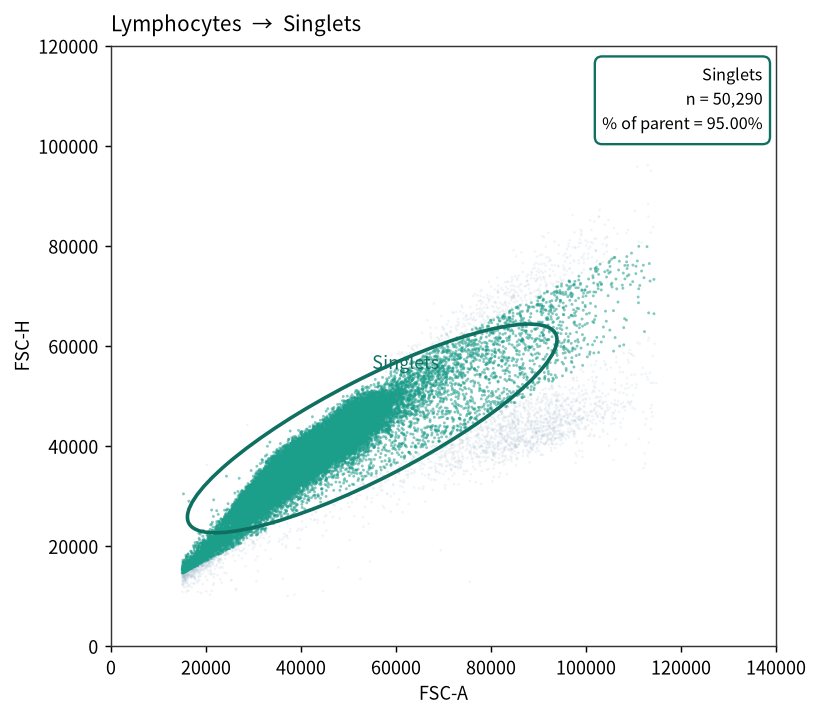 Lymphocytes → Singlets
120000
100000
80000
60000
40000
20000
0
FSC-H
Singlets
n = 50,290
% of parent = 95.00%
Singlets
0 20000 40000 60000 80000 100000 120000 140000
FSC-A